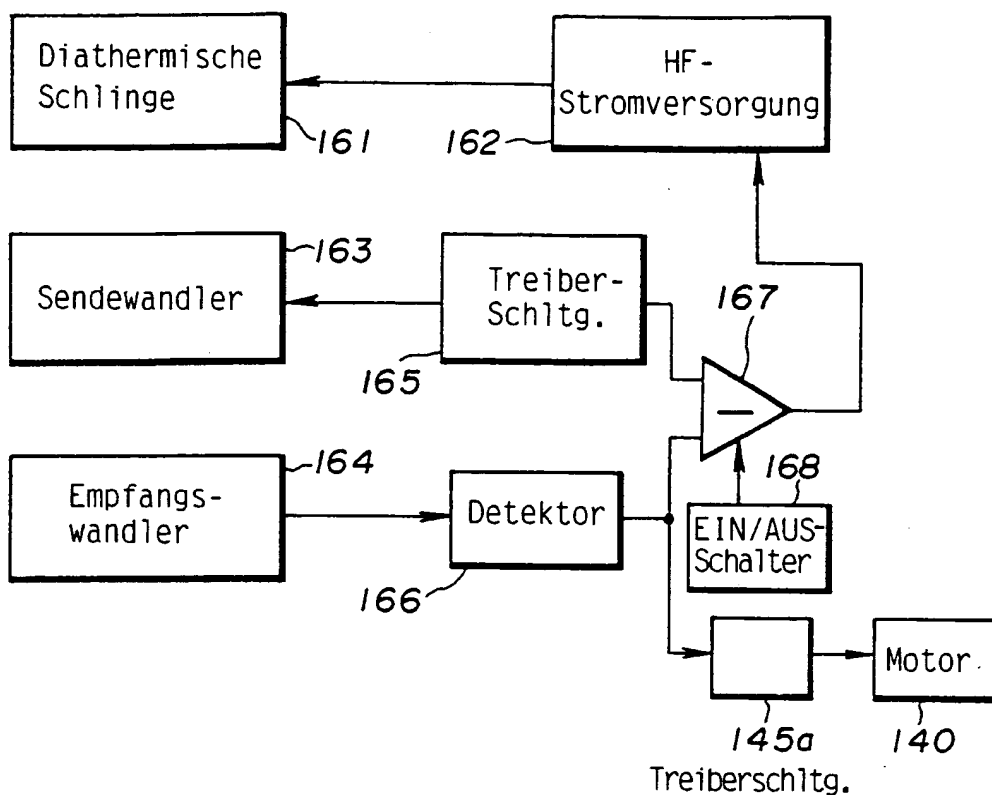 Diathermische
Schlinge
161
HF-
Stromversorgung
162
163
Sendewandler
Treiber-
Schltg.
165
167
164
Empfangs-
wandler
Detektor
166
168
EIN/AUS-
Schalter
145a
Treiberschltg.
Motor
140